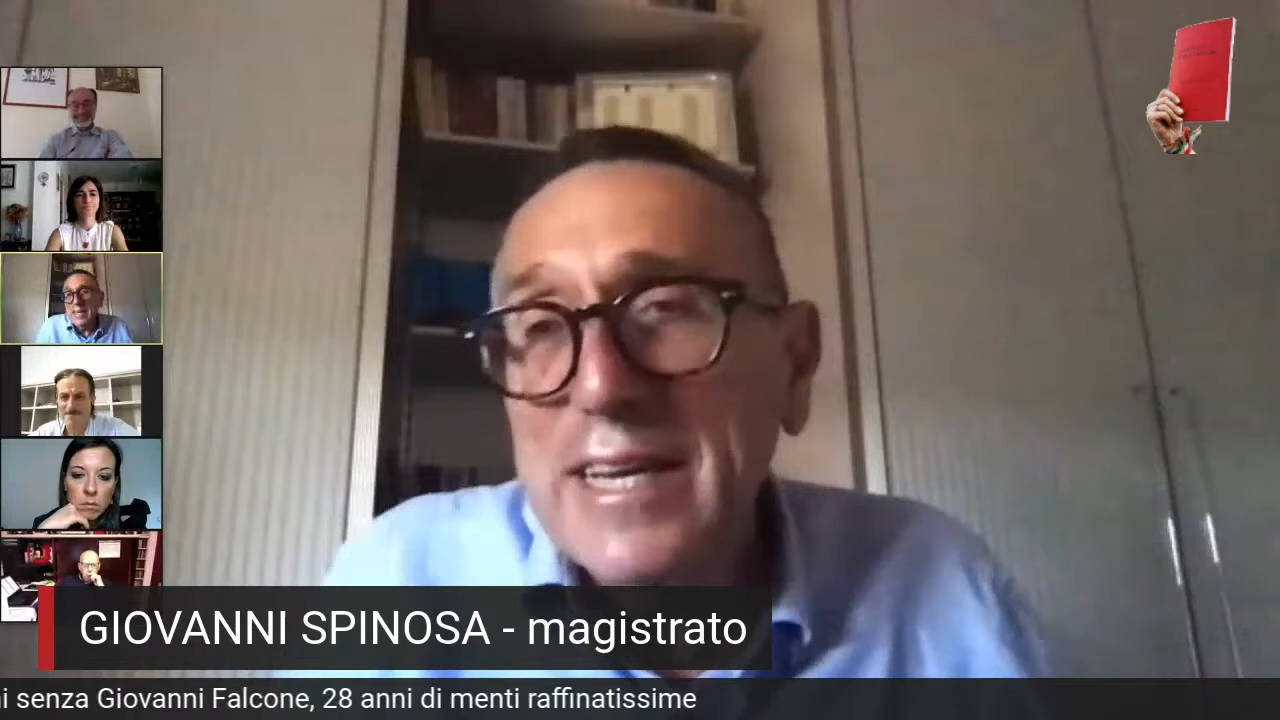 GIOVANNI SPINOSA - magistrato
i senza Giovanni Falcone, 28 anni di menti raffinatissime